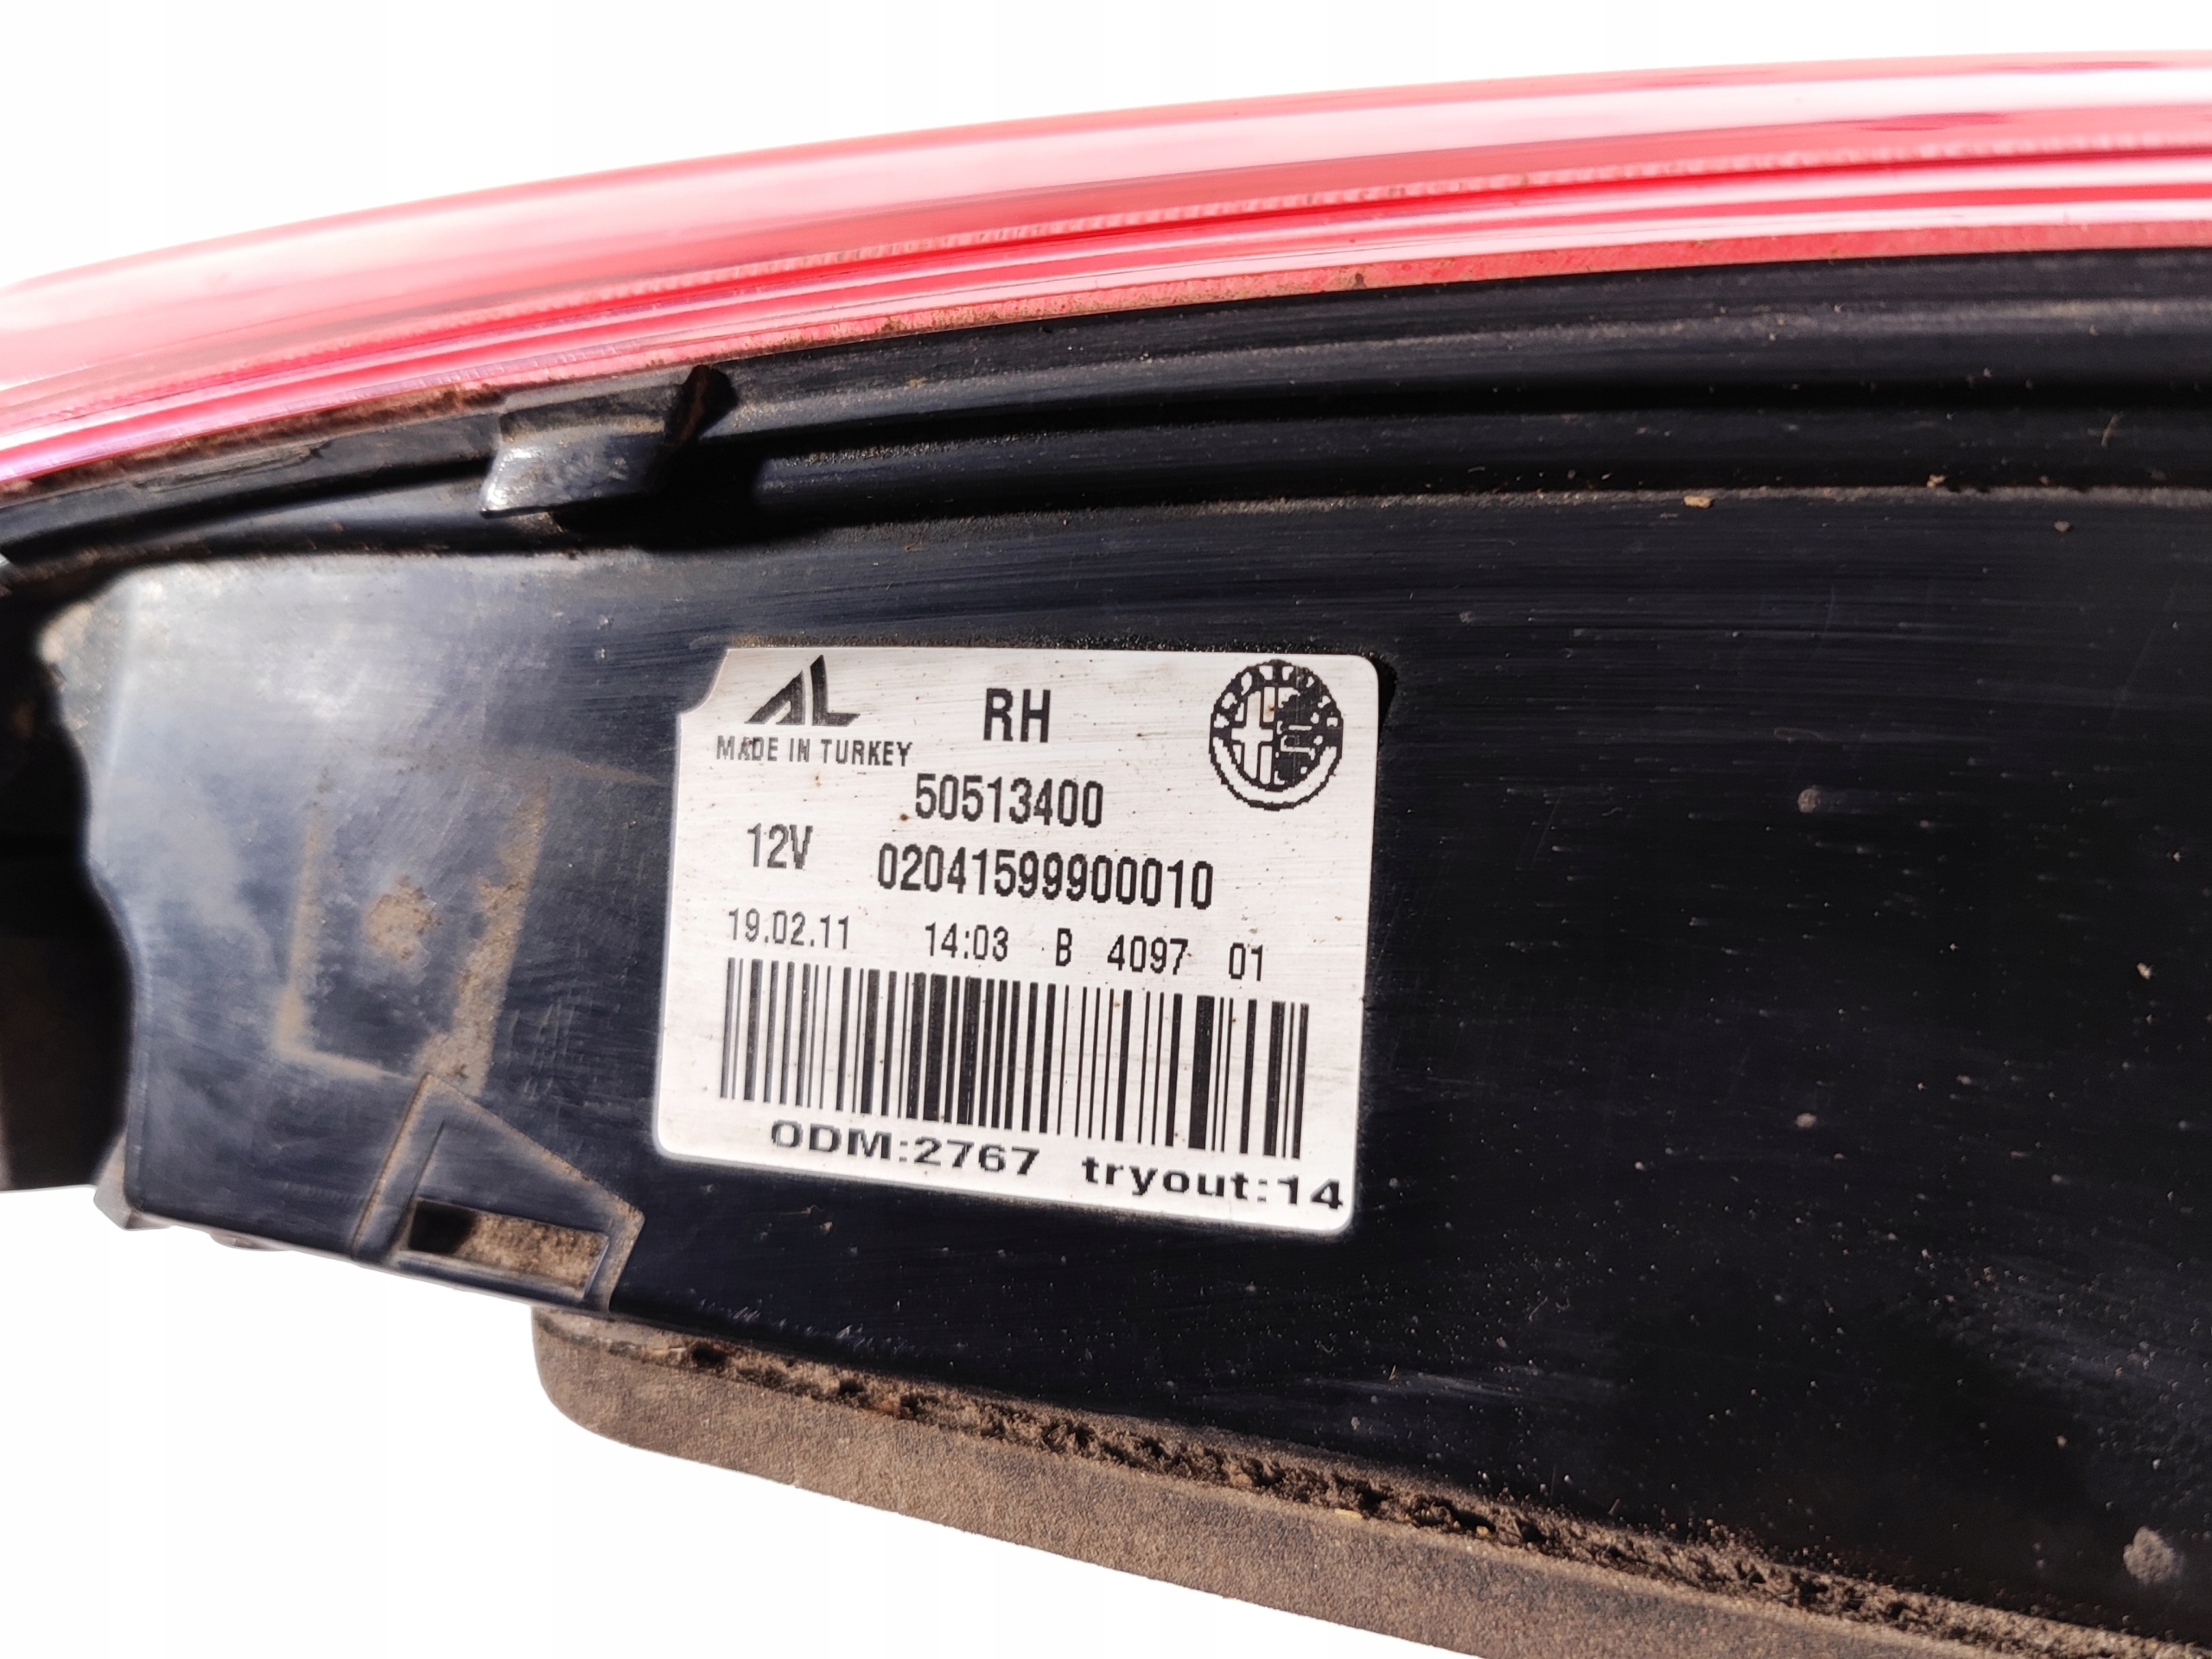 AL RH
MADE IN TURKEY
50513400
12V 02041599900010
19.02.11 14:03 B 4097 01
ODM:2767 tryout:14